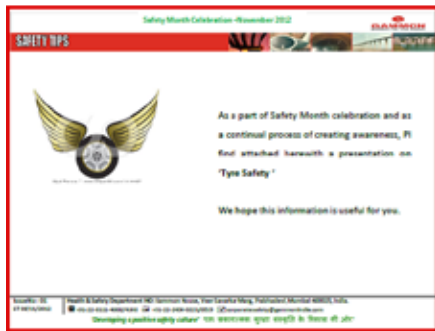 Safety Month Celebration -November 2012
GAMMON
SAFETY TIPS
As a part of Safety Month celebration and as
a continual process of creating awareness, Pl
find attached herewith a presentation on
'Tyre Safety '
We hope this information is useful for you.
Health & Safety Department HO: Gammon House, Veer Savarkar Marg, Prabhadevi, Mumbai 400025, India.
"Developing a positive safety culture"